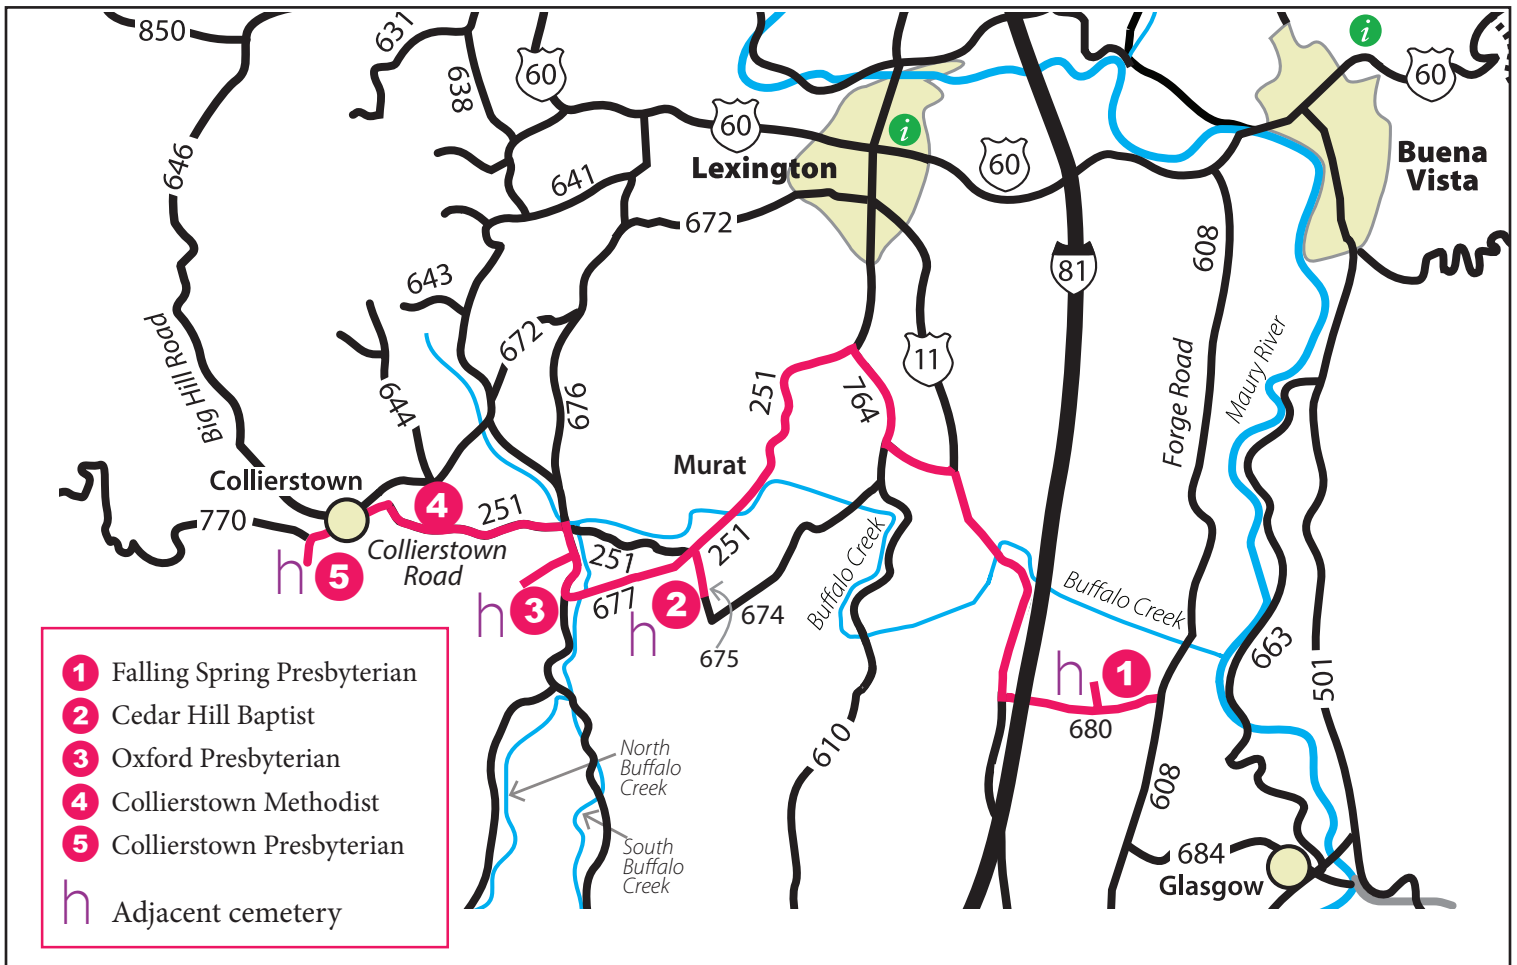 850
631
638
60
60
i
Lexington
60
i
60
Buena
Vista
646
641
672
608
81
643
Big Hill Road
672
11
Maury River
449
979
251
764
Forge Road
Murat
Collierstown
4
251
770
Collierstown
Road
251
251
Buffalo Creek
Buffalo Creek
h
5
h
3
677
2
h
674
675
663
h
1
501
680
610
608
North
Buffalo
Creek
South
Buffalo
Creek
684
Glasgow
1 Falling Spring Presbyterian
2 Cedar Hill Baptist
3 Oxford Presbyterian
4 Collierstown Methodist
5 Collierstown Presbyterian
h Adjacent cemetery